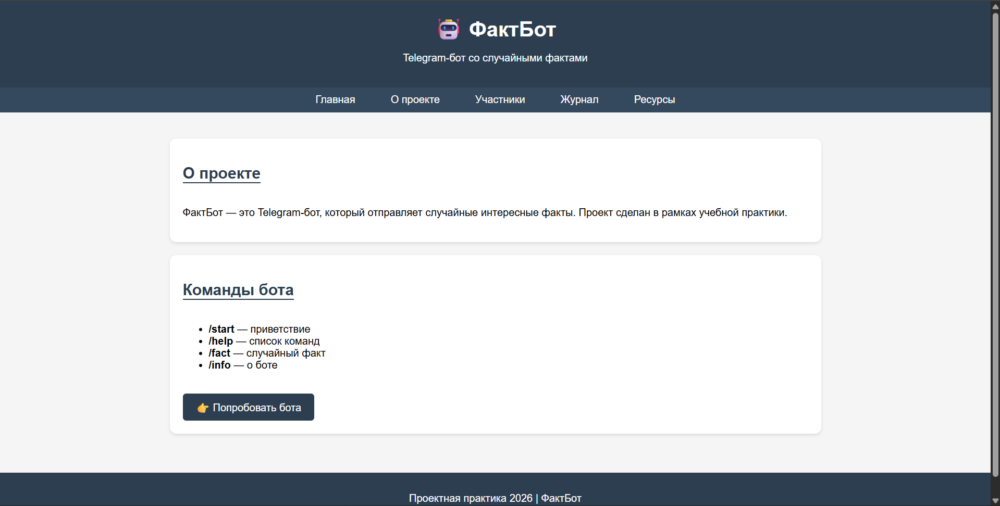 ФактБот
Telegram-бот со случайными фактами
Главная
О проекте
Участники
Журнал
Ресурсы
О проекте
ФактБот — это Telegram-бот, который отправляет случайные интересные факты. Проект сделан в рамках учебной практики.
Команды бота
/start — приветствие
/help — список команд
/fact — случайный факт
/info — о боте
Попробовать бота
Проектная практика 2026 | ФактБот